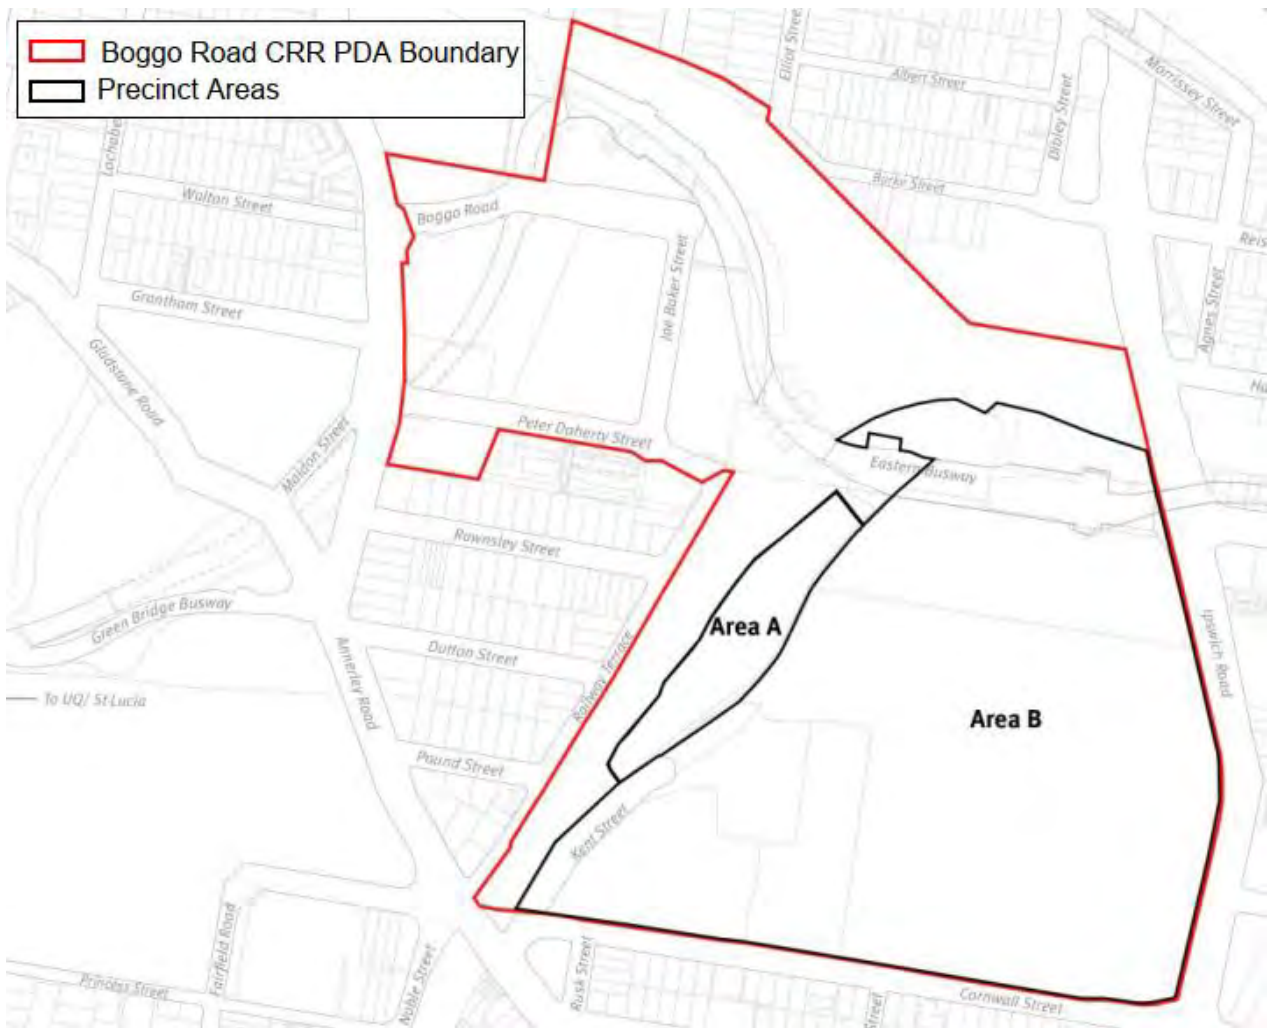 Boggo Road CRR PDA Boundary
Precinct Areas
Elliot Street
Albert Street
Morrissey Street
Dibley Street
Burke Street
Walton Street
Boggo Road
Joe Baker Street
Agnes Street
Grantham Street
Gladstone Road
Maldon Street
Peter Doherty Street
Eastern Busway
Rawnsley Street
Green Bridge Busway
Area A
Ipswich Road
Dutton Street
Railway Terrace
Annerley Road
To UQ/ St Lucia
Area B
Pound Street
Kent Street
Fairfield Road
Noble Street
Rusk Street
Princess Street
Cornwall Street
Street